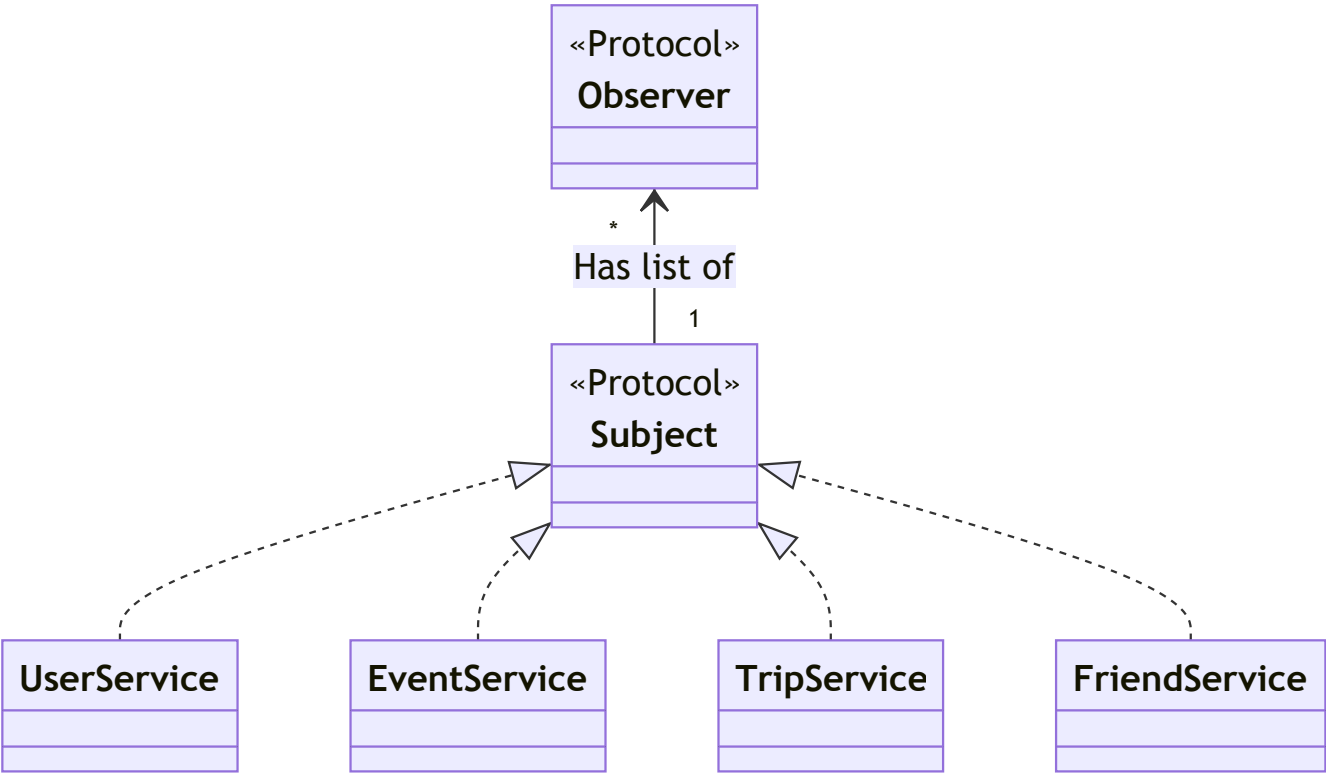 «Protocol»
Observer
*
Has list of
1
«Protocol»
Subject
UserService
EventService
TripService
FriendService